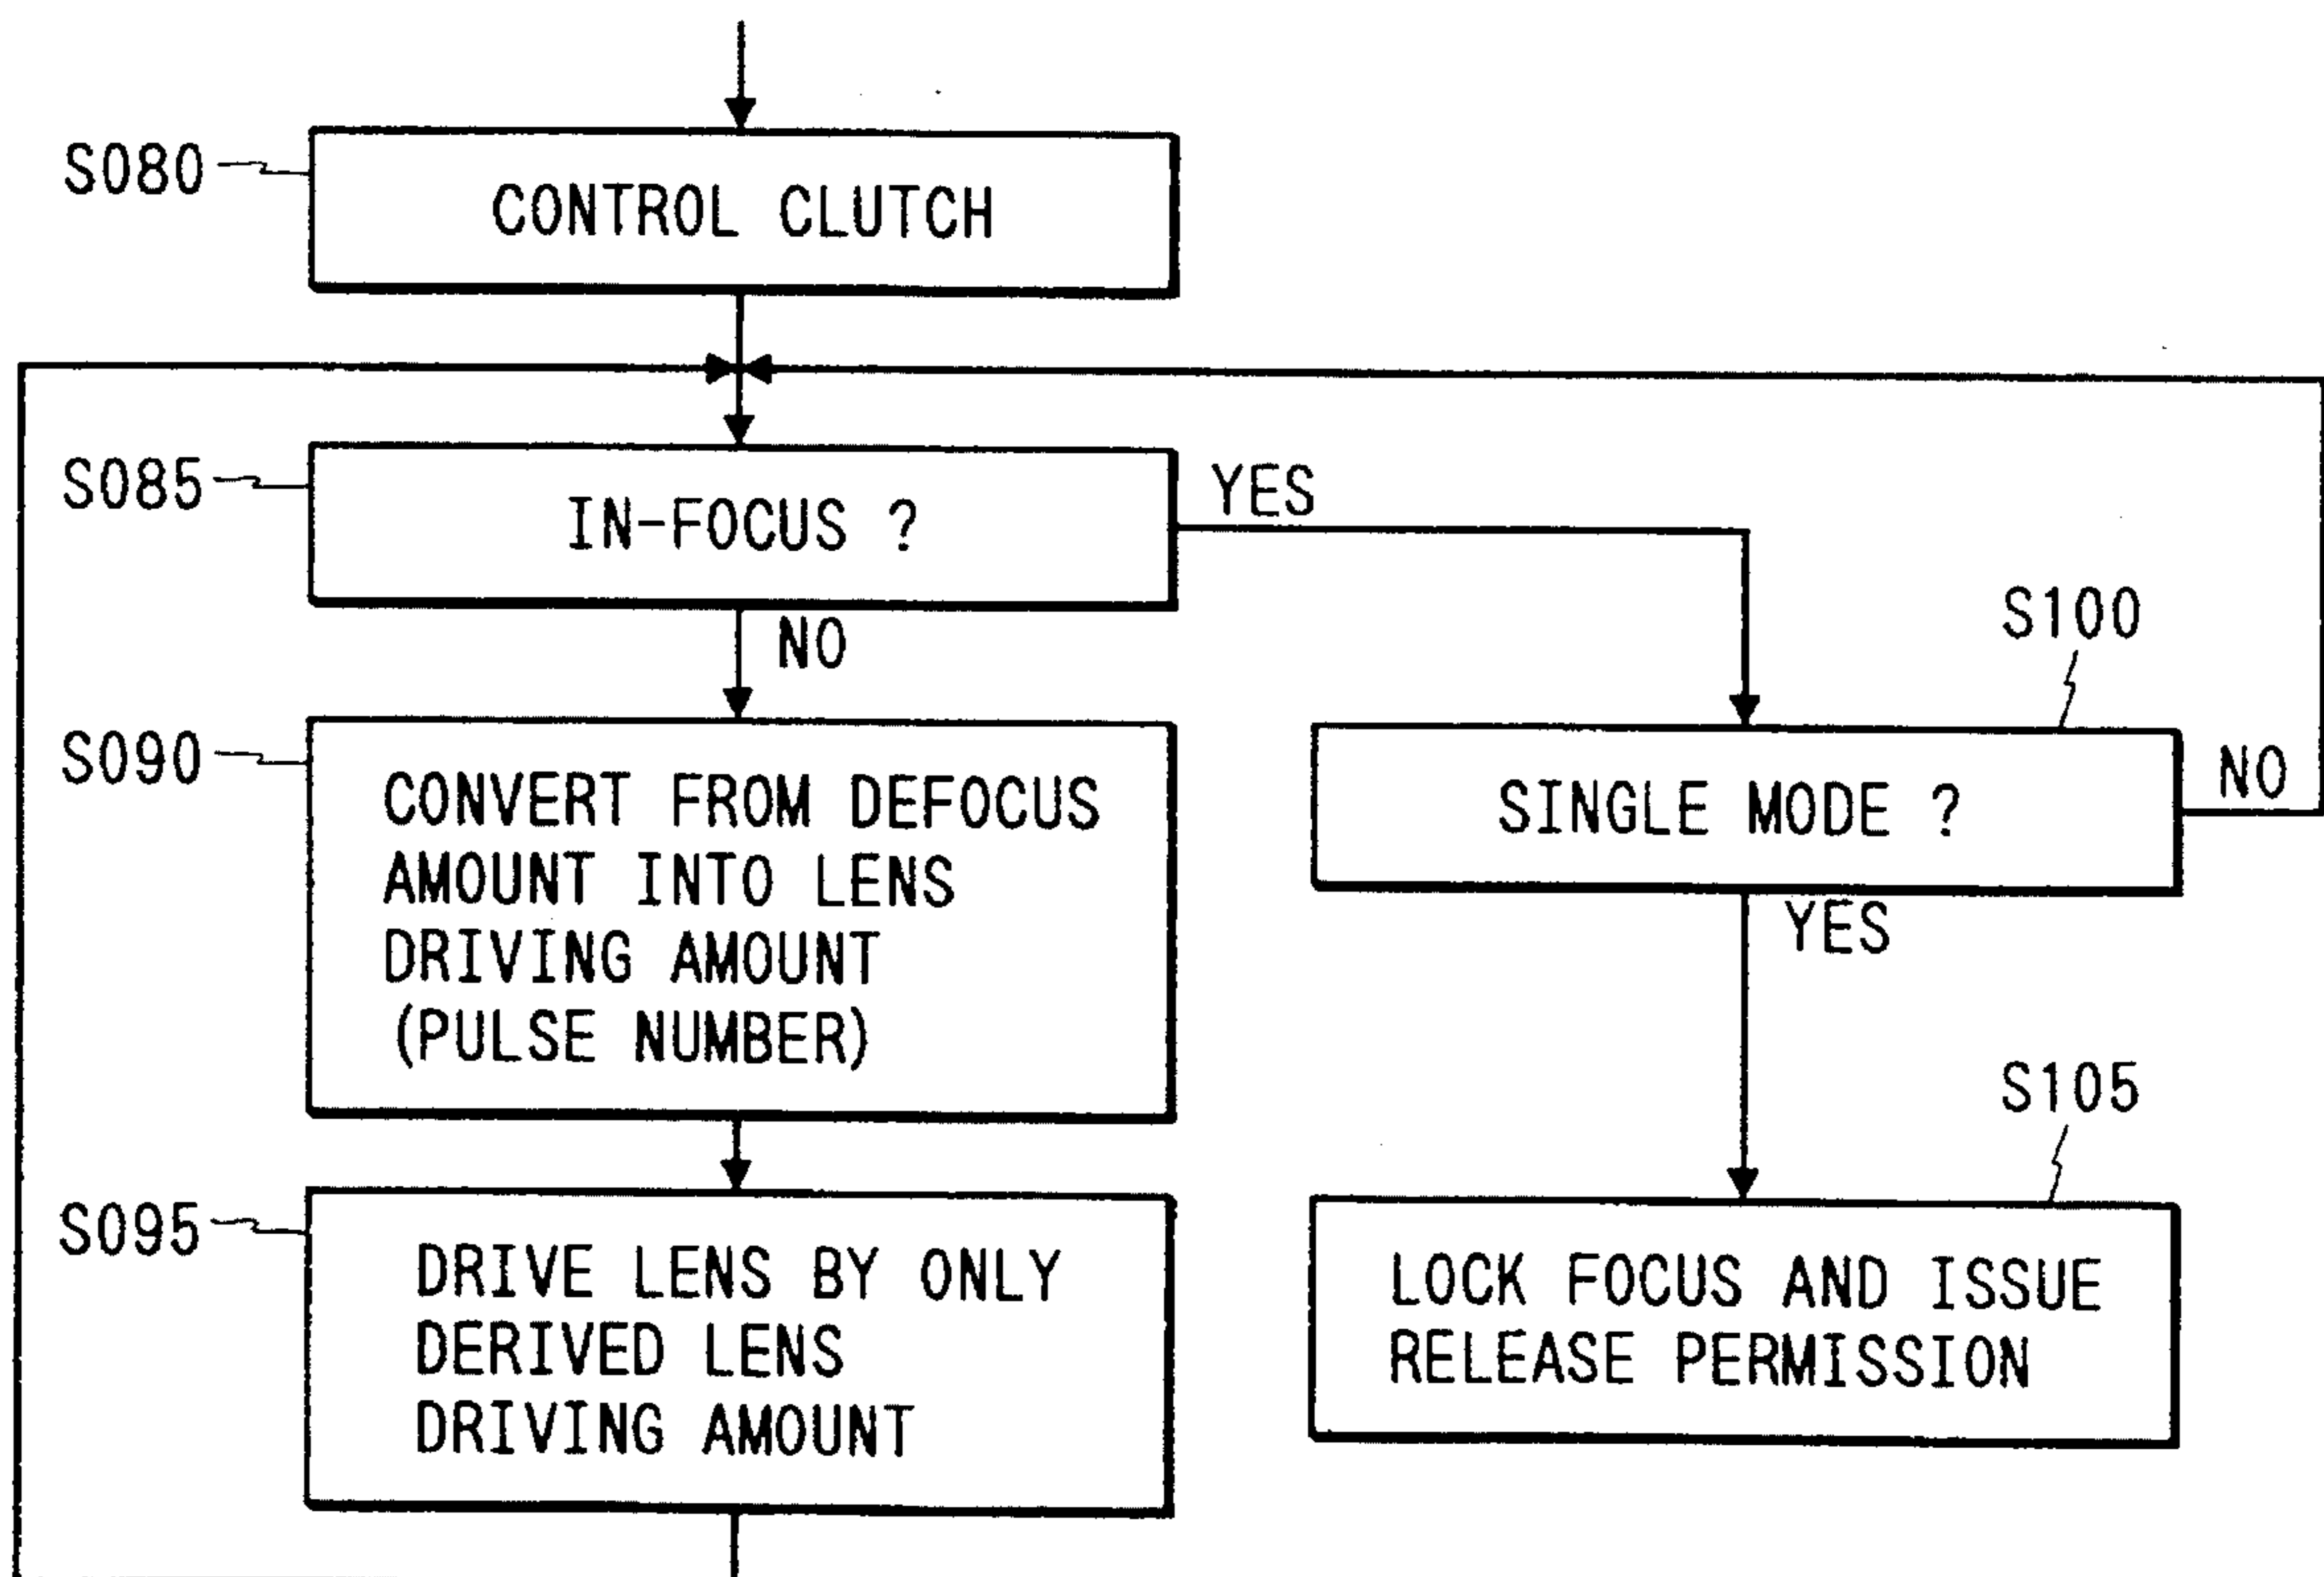 S080
CONTROL CLUTCH
S085
IN-FOCUS ?
YES
NO
S100
SINGLE MODE ?
NO
YES
S090
CONVERT FROM DEFOCUS
AMOUNT INTO LENS
DRIVING AMOUNT
(PULSE NUMBER)
S095
DRIVE LENS BY ONLY
DERIVED LENS
DRIVING AMOUNT
S105
LOCK FOCUS AND ISSUE
RELEASE PERMISSION